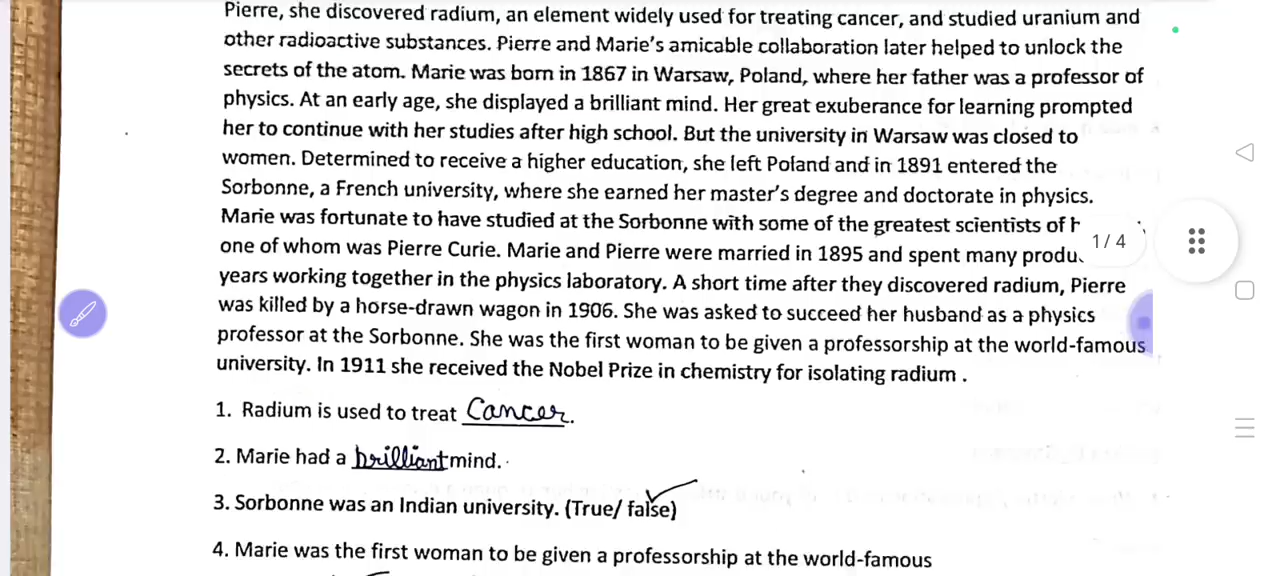 Pierre, she discovered radium, an element widely used for treating cancer, and studied uranium and
other radioactive substances. Pierre and Marie's amicable collaboration later helped to unlock the
secrets of the atom. Marie was born in 1867 in Warsaw, Poland, where her father was a professor of
physics. At an early age, she displayed a brilliant mind. Her great exuberance for learning prompted
her to continue with her studies after high school. But the university in Warsaw was closed to
women. Determined to receive a higher education, she left Poland and in 1891 entered the
Sorbonne, a French university, where she earned her master's degree and doctorate in physics.
Marie was fortunate to have studied at the Sorbonne with some of the greatest scientists of
one of whom was Pierre Curie. Marie and Pierre were married in 1895 and spent many
1/4
years working together in the physics laboratory. A short time after they discovered radium, Pierre
was killed by a horse-drawn wagon in 1906. She was asked to succeed her husband as a physics
professor at the Sorbonne. She was the first woman to be given a professorship at the world-famous
university. In 1911 she received the Nobel Prize in chemistry for isolating radium .
1. Radium is used to treat Cancer.
2. Marie had a brilliant mind.
3. Sorbonne was an Indian university. (True/ false)
4. Marie was the first woman to be given a professorship at the world-famous